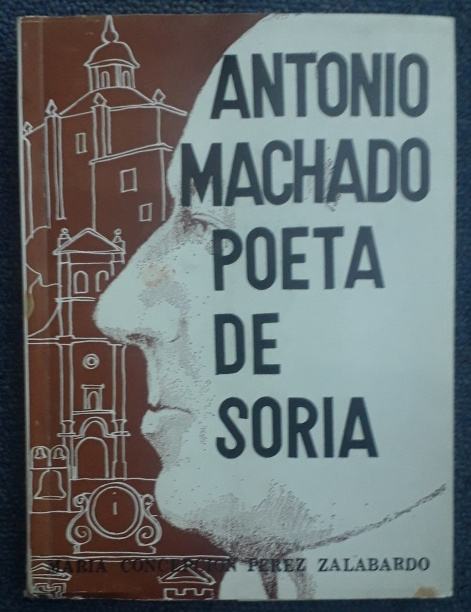 ANTONIO
MACHADO
POETA
DE
SORIA
MARIA CONCEPCION PEREZ ZALABARDO